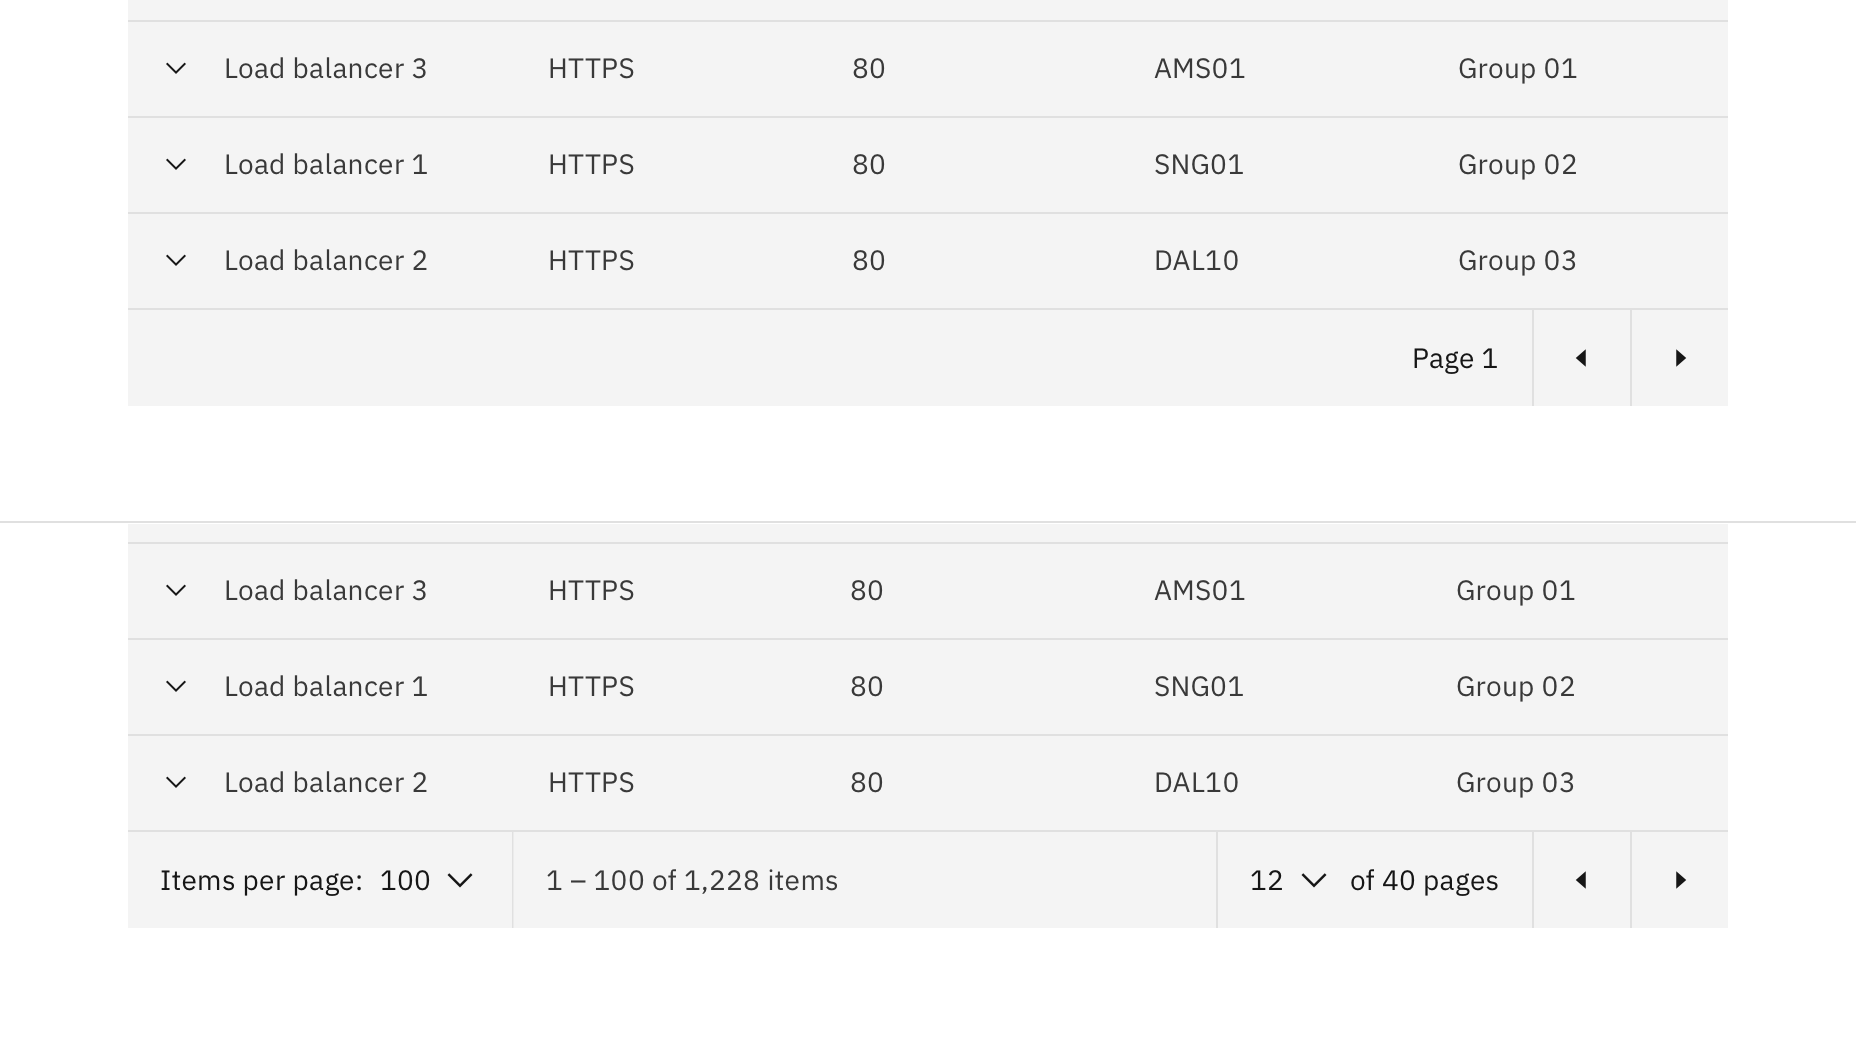 Load balancer 3 HTTPS 80 AMS01 Group 01
Load balancer 1 HTTPS 80 SNG01 Group 02
Load balancer 2 HTTPS 80 DAL10 Group 03
Page 1
Load balancer 3 HTTPS 80 AMS01 Group 01
Load balancer 1 HTTPS 80 SNG01 Group 02
Load balancer 2 HTTPS 80 DAL10 Group 03
Items per page: 100 1 – 100 of 1,228 items 12 of 40 pages